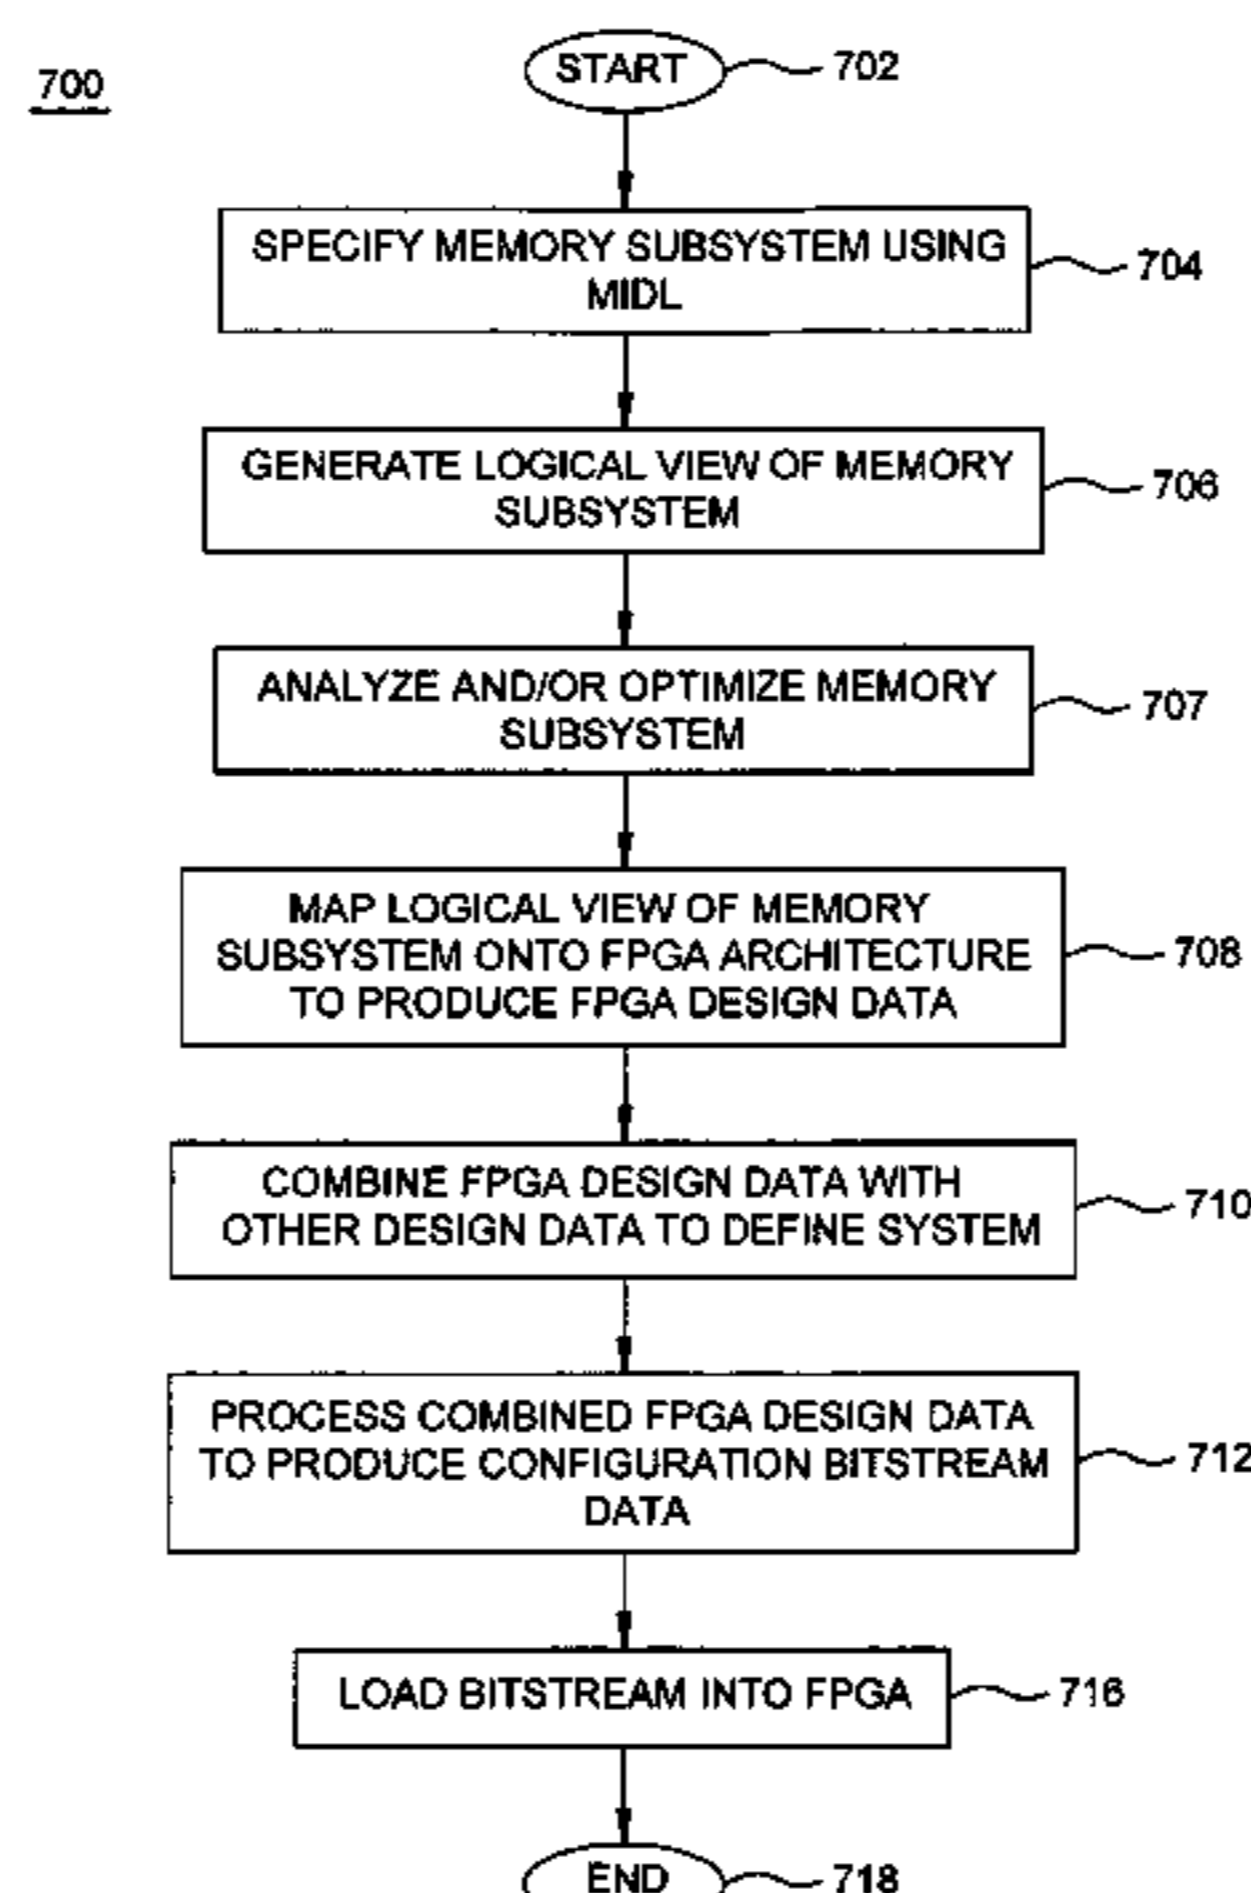 700
START
702
SPECIFY MEMORY SUBSYSTEM USING
MIDL
704
GENERATE LOGICAL VIEW OF MEMORY
SUBSYSTEM
706
ANALYZE AND/OR OPTIMIZE MEMORY
SUBSYSTEM
707
MAP LOGICAL VIEW OF MEMORY
SUBSYSTEM ONTO FPGA ARCHITECTURE
TO PRODUCE FPGA DESIGN DATA
708
COMBINE FPGA DESIGN DATA WITH
OTHER DESIGN DATA TO DEFINE SYSTEM
710
PROCESS COMBINED FPGA DESIGN DATA
TO PRODUCE CONFIGURATION BITSTREAM
DATA
712
LOAD BITSTREAM INTO FPGA
716
END
718